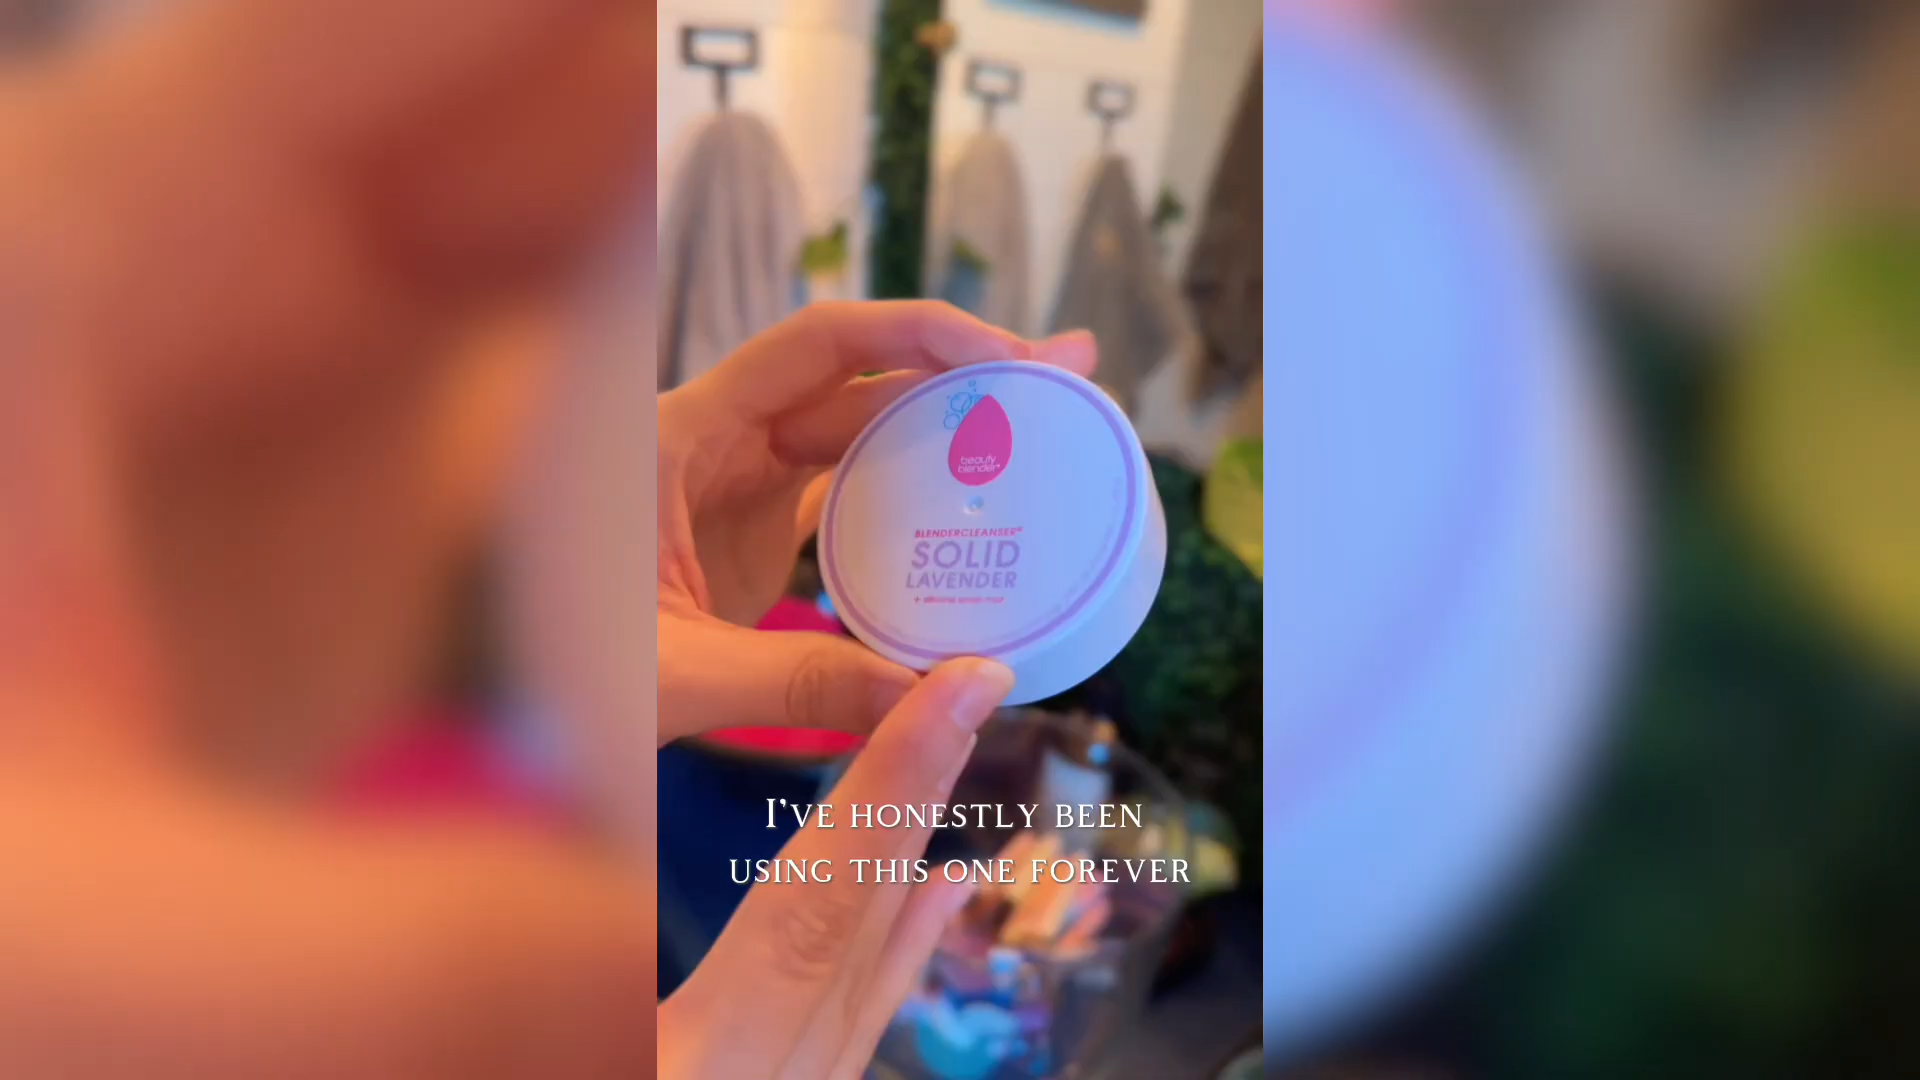 beauty
blender®
BLENDERCLEANSER®
SOLID
LAVENDER
I'VE HONESTLY BEEN
USING THIS ONE FOREVER